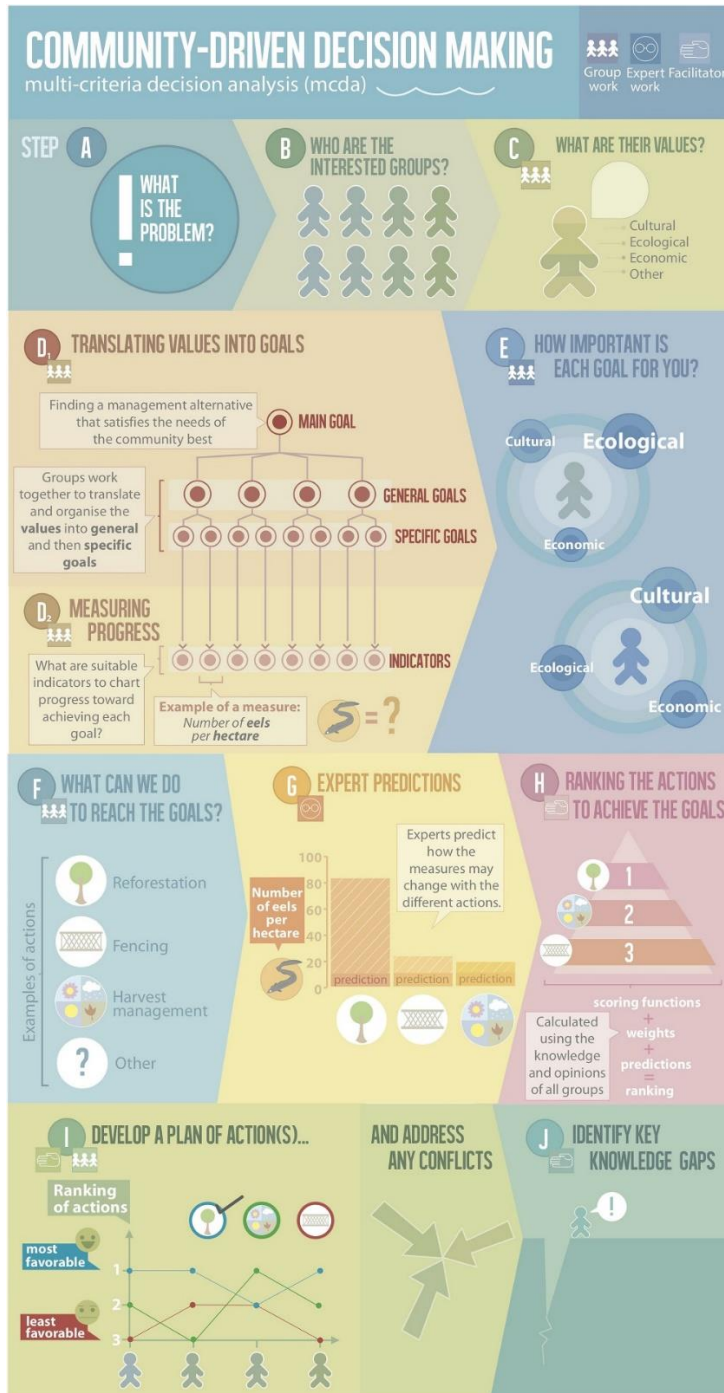 COMMUNITY-DRIVEN DECISION MAKING
multi-criteria decision analysis (mcda)
Group
work
Expert
work
Facilitator
STEP A
WHAT
IS THE
PROBLEM?
B WHO ARE THE
INTERESTED GROUPS?
C WHAT ARE THEIR VALUES?
Cultural
Ecological
Economic
Other
D1 TRANSLATING VALUES INTO GOALS
Finding a management alternative
that satisfies the needs of
the community best
MAIN GOAL
Groups work
together to translate
and organise the
values into general
and then specific
goals
GENERAL GOALS
SPECIFIC GOALS
D2 MEASURING
PROGRESS
What are suitable
indicators to chart
progress toward
achieving each
goal?
INDICATORS
Example of a measure:
Number of eels
per hectare
= ?
E HOW IMPORTANT IS
EACH GOAL FOR YOU?
Cultural
Ecological
Economic
Cultural
Ecological
Economic
F WHAT CAN WE DO
TO REACH THE GOALS?
Examples of actions
Reforestation
Fencing
Harvest
management
? Other
G EXPERT PREDICTIONS
Experts predict
how the
measures may
change with the
different actions.
Number
of eels
per
hectare
100
80
60
40
20
0
prediction
prediction
prediction
H RANKING THE ACTIONS
TO ACHIEVE THE GOALS
1
2
3
Calculated
using the
knowledge
and opinions
of all groups
scoring functions
+
weights
+
predictions
=
ranking
I DEVELOP A PLAN OF ACTION(S)...
Ranking
of actions
most
favorable
least
favorable
1
2
3
AND ADDRESS
ANY CONFLICTS
J IDENTIFY KEY
KNOWLEDGE GAPS
!